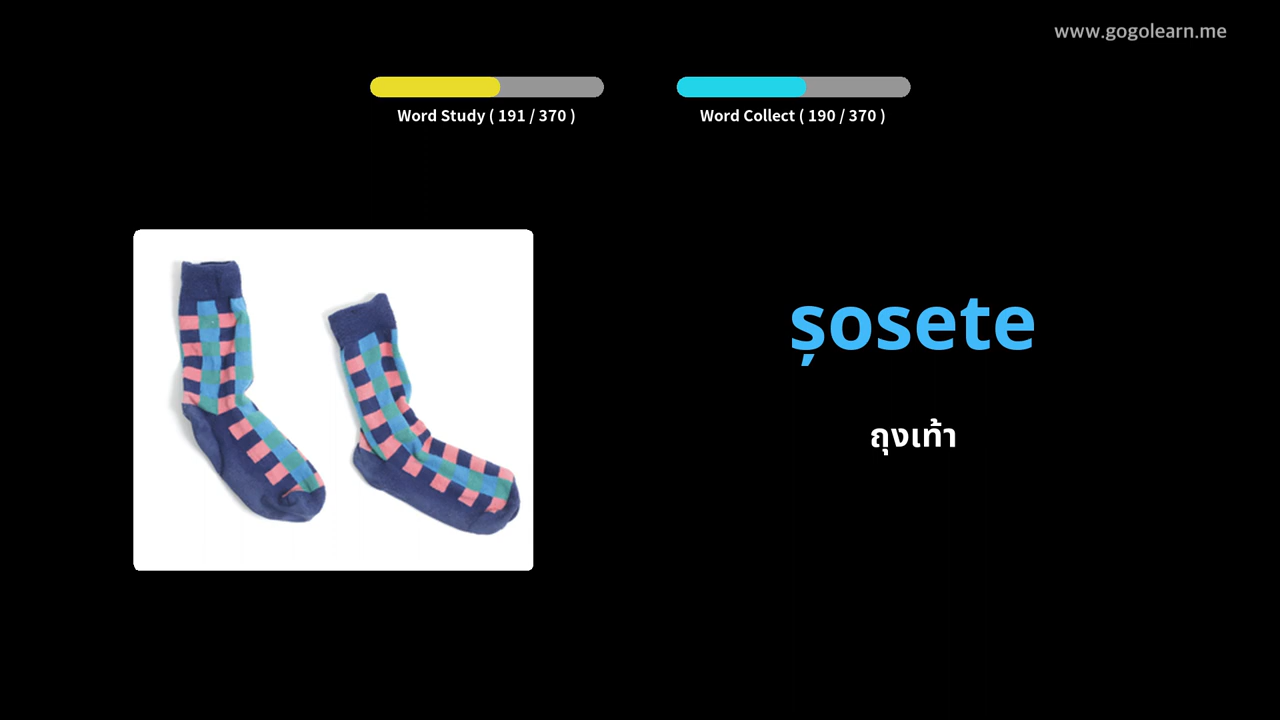 www.gogolearn.me
Word Study ( 191 / 370 )
Word Collect ( 190 / 370 )
șosete
ถุงเท้า